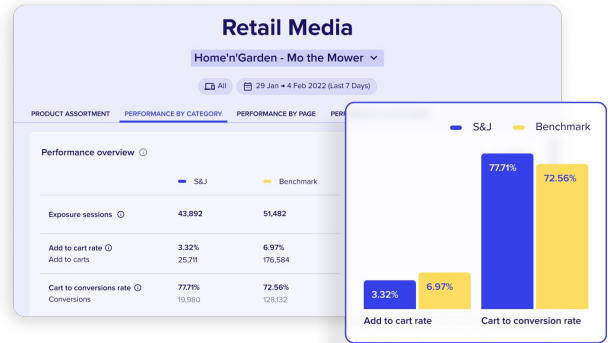 Retail Media
Home'n'Garden - Mo the Mower
All
29 Jan → 4 Feb 2022 (Last 7 Days)
PRODUCT ASSORTMENT PERFORMANCE BY CATEGORY PERFORMANCE BY PAGE
Performance overview
S&J Benchmark
Exposure sessions 43,892 51,482
Add to cart rate 3.32% 6.97%
Add to carts 25,711 176,584
Cart to conversions rate 77.71% 72.56%
Conversions 19,980 128,132
S&J Benchmark
77.71%
72.56%
6.97%
3.32%
Add to cart rate Cart to conversion rate